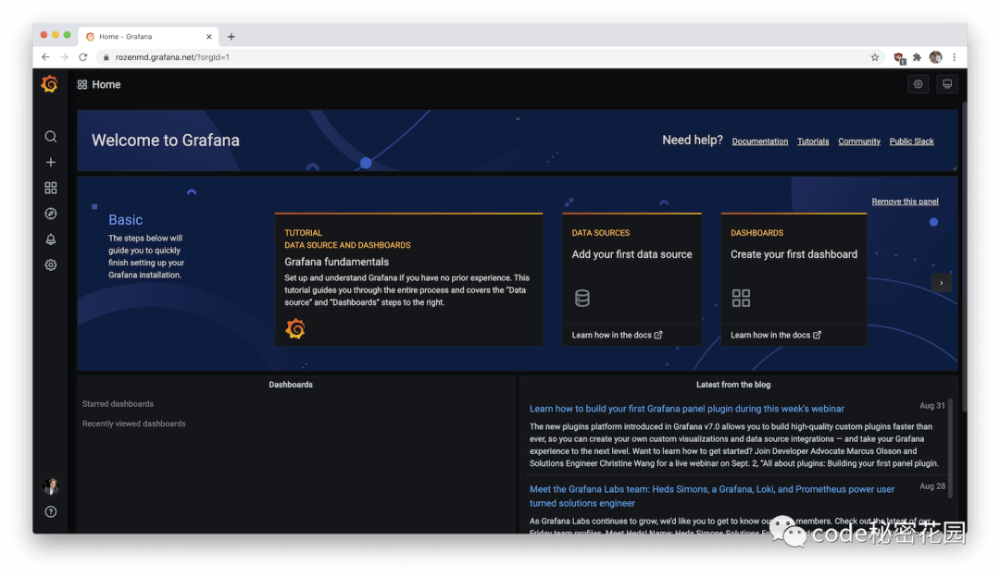 Home - Grafana
rozenmd.grafana.net/?orgId=1
1
Home
Welcome to Grafana
Need help? Documentation Tutorials Community Public Slack
Remove this panel
Basic
The steps below will
guide you to quickly
finish setting up your
Grafana installation.
TUTORIAL
DATA SOURCE AND DASHBOARDS
Grafana fundamentals
Set up and understand Grafana if you have no prior experience. This
tutorial guides you through the entire process and covers the “Data
source” and “Dashboards” steps to the right.
DATA SOURCES
Add your first data source
Learn how in the docs
DASHBOARDS
Create your first dashboard
Learn how in the docs
Dashboards
Starred dashboards
Recently viewed dashboards
Latest from the blog
Learn how to build your first Grafana panel plugin during this week's webinar
Aug 31
The new plugins platform introduced in Grafana v7.0 allows you to build high-quality custom plugins faster than
ever, so you can create your own custom visualizations and data source integrations — and take your Grafana
experience to the next level. Want to learn how to get started? Join Developer Advocate Marcus Olsson and
Solutions Engineer Christine Wang for a live webinar on Sept. 2, “All about plugins: Building your first panel plugin.
Meet the Grafana Labs team: Heds Simons, a Grafana, Loki, and Prometheus power user
turned solutions engineer
Aug 28
As Grafana Labs continues to grow, we'd like you to get to know our members. Check out the latest of our
Friday team profiles. Meet Heds! Name: Heds Simons Solutions
code秘密花园